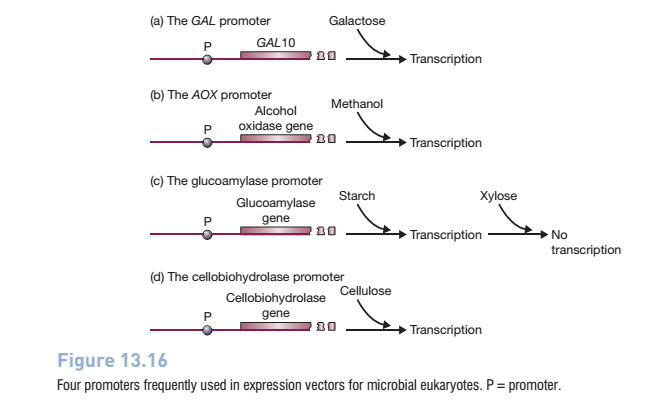 (a) The GAL promoter
Galactose
P
GAL10
Transcription
(b) The AOX promoter
Methanol
Alcohol
oxidase gene
P
Transcription
(c) The glucoamylase promoter
Starch
Xylose
Glucoamylase
gene
P
Transcription
No
transcription
(d) The cellobiohydrolase promoter
Cellulose
Cellobiohydrolase
gene
P
Transcription
Figure 13.16
Four promoters frequently used in expression vectors for microbial eukaryotes. P = promoter.